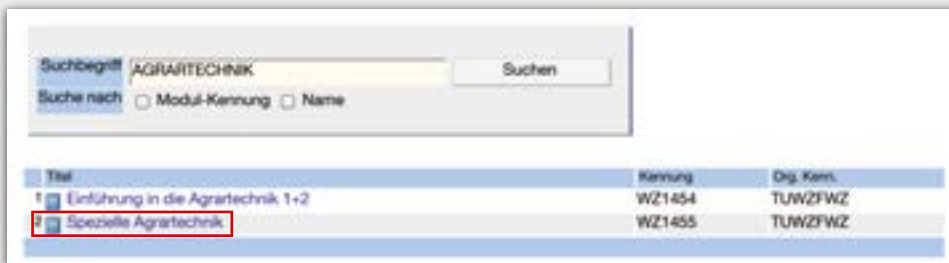 Suchbegriff AGRARTECHNIK Suchen
Suche nach Modul-Kennung Name
Titel Kennung Org. Kenn.
1 Einführung in die Agrartechnik 1+2 WZ1454 TUWZFWZ
2 Spezielle Agrartechnik WZ1455 TUWZFWZ